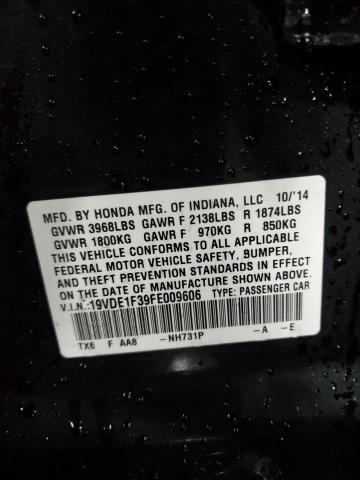 MFD. BY HONDA MFG. OF INDIANA, LLC 10/'14
GVWR 3968LBS GAWR F 2138LBS R 1874LBS
GVWR 1800KG GAWR F 970KG R 850KG
THIS VEHICLE CONFORMS TO ALL APPLICABLE
FEDERAL MOTOR VEHICLE SAFETY, BUMPER,
AND THEFT PREVENTION STANDARDS IN EFFECT
ON THE DATE OF MANUFACTURE SHOWN ABOVE.
V.I.N.:19VDE1F39FE009606 TYPE: PASSENGER CAR
TX6 F AA8 -NH731P -A -E